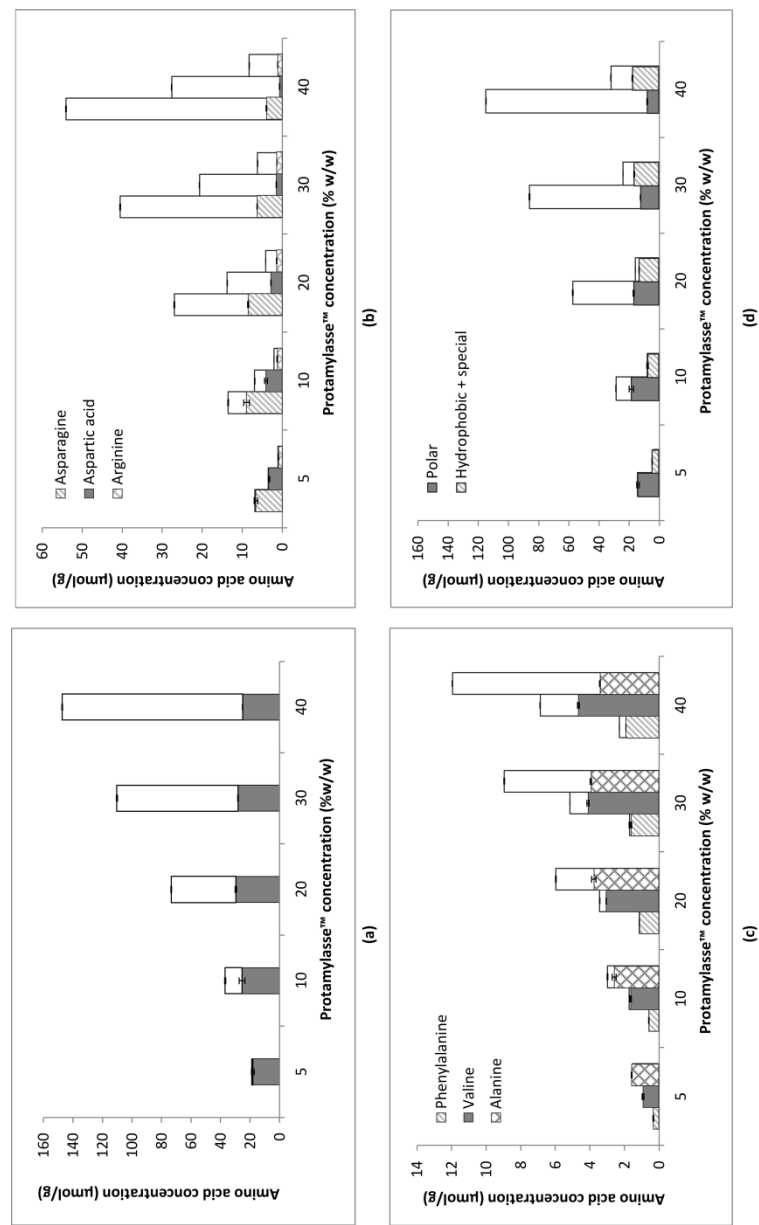 160
140
120
100
80
60
40
20
0
Amino acid concentration (µmol/g)
5 10 20 30 40
Protamylasse™ concentration (%w/w)
(a)
60
50
40
30
20
10
0
Amino acid concentration (µmol/g)
Asparagine
Aspartic acid
Arginine
5 10 20 30 40
Protamylasse™ concentration (% w/w)
(b)
14
12
10
8
6
4
2
0
Amino acid concentration (µmol/g)
Phenylalanine
Valine
Alanine
5 10 20 30 40
Protamylasse™ concentration (% w/w)
(c)
160
140
120
100
80
60
40
20
0
Amino acid concentration (µmol/g)
Polar
Hydrophobic + special
5 10 20 30 40
Protamylasse™ concentration (% w/w)
(d)